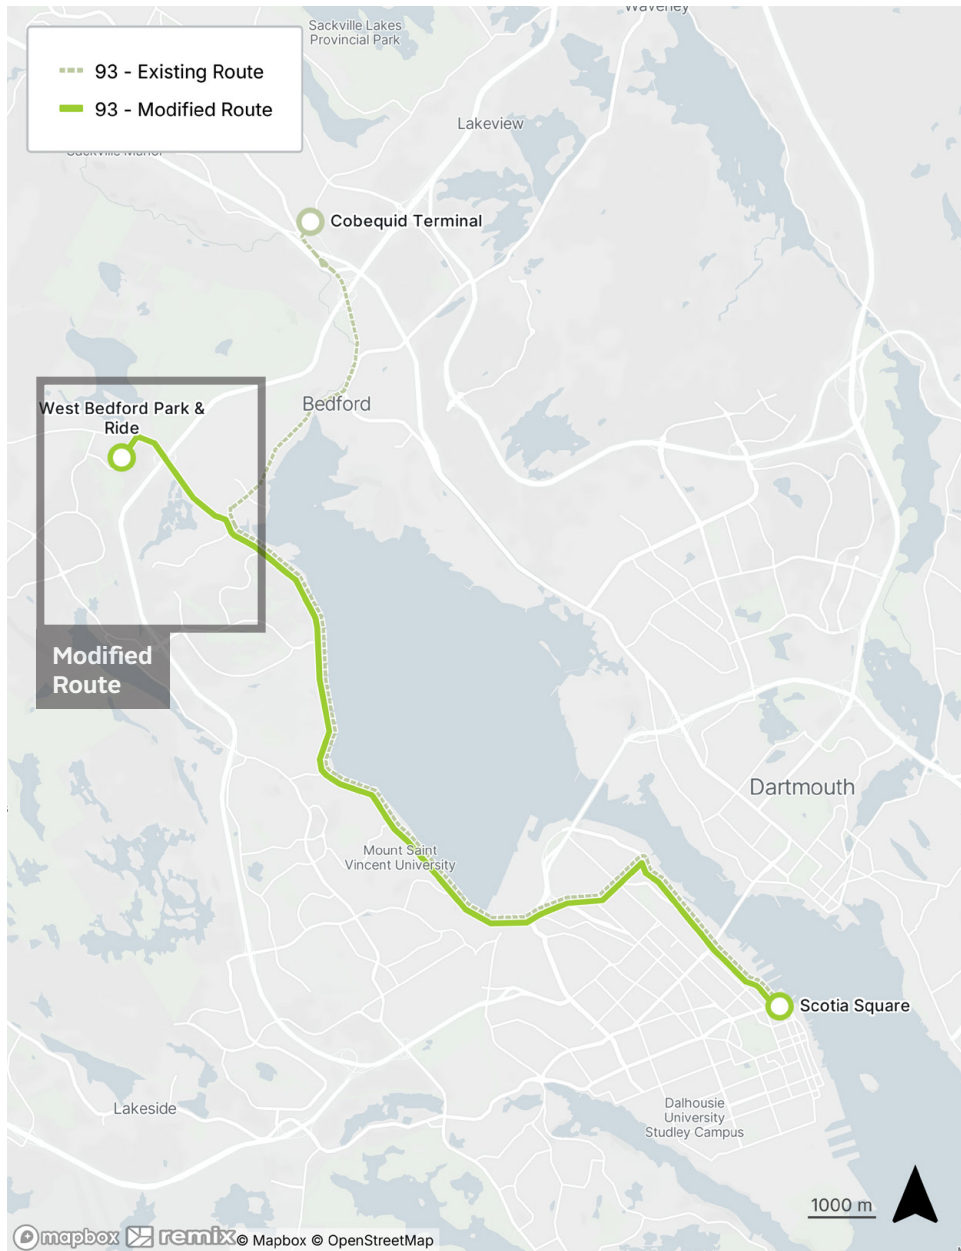 Waverley
Sackville Lakes
Provincial Park
93 - Existing Route
93 - Modified Route
Lakeview
Sackville Manor
Cobequid Terminal
Bedford
West Bedford Park &
Ride
Modified
Route
Dartmouth
Mount Saint
Vincent University
Scotia Square
Dalhousie
University
Studley Campus
Lakeside
1000 m
mapbox remix © Mapbox © OpenStreetMap